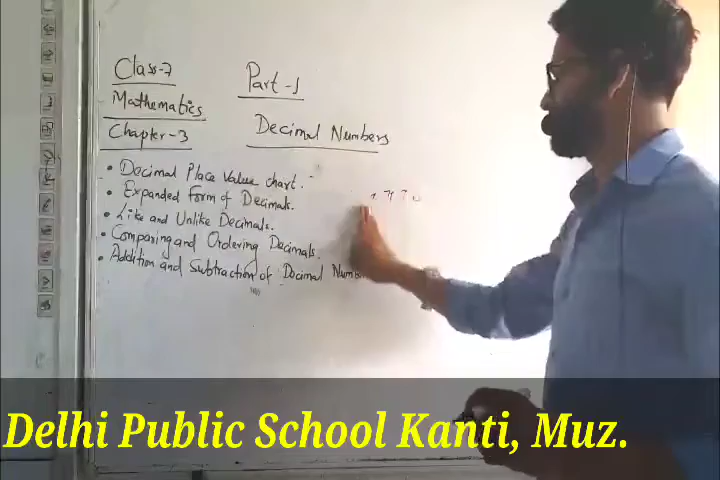 Class-7
Part-1
Mathematics
Chapter-3
Decimal Numbers
• Decimal Place Value chart.
• Expanded form of Decimals.
• Like and Unlike Decimals.
• Comparing and Ordering Decimals.
• Addition and Subtraction of Decimal Numb
Delhi Public School Kanti, Muz.